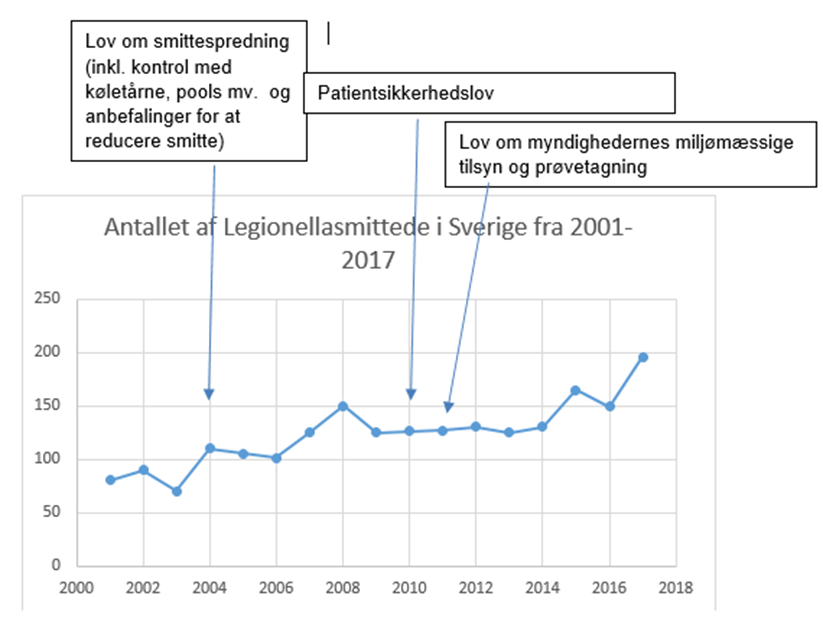 Lov om smittespredning
(inkl. kontrol med
køletårne, pools mv. og
anbefalinger for at
reducere smitte)
Patientsikkerhedslov
Lov om myndighedernes miljømæssige
tilsyn og prøvetagning
Antallet af Legionellasmittede i Sverige fra 2001-
2017
250
200
150
100
50
0
2000 2002 2004 2006 2008 2010 2012 2014 2016 2018